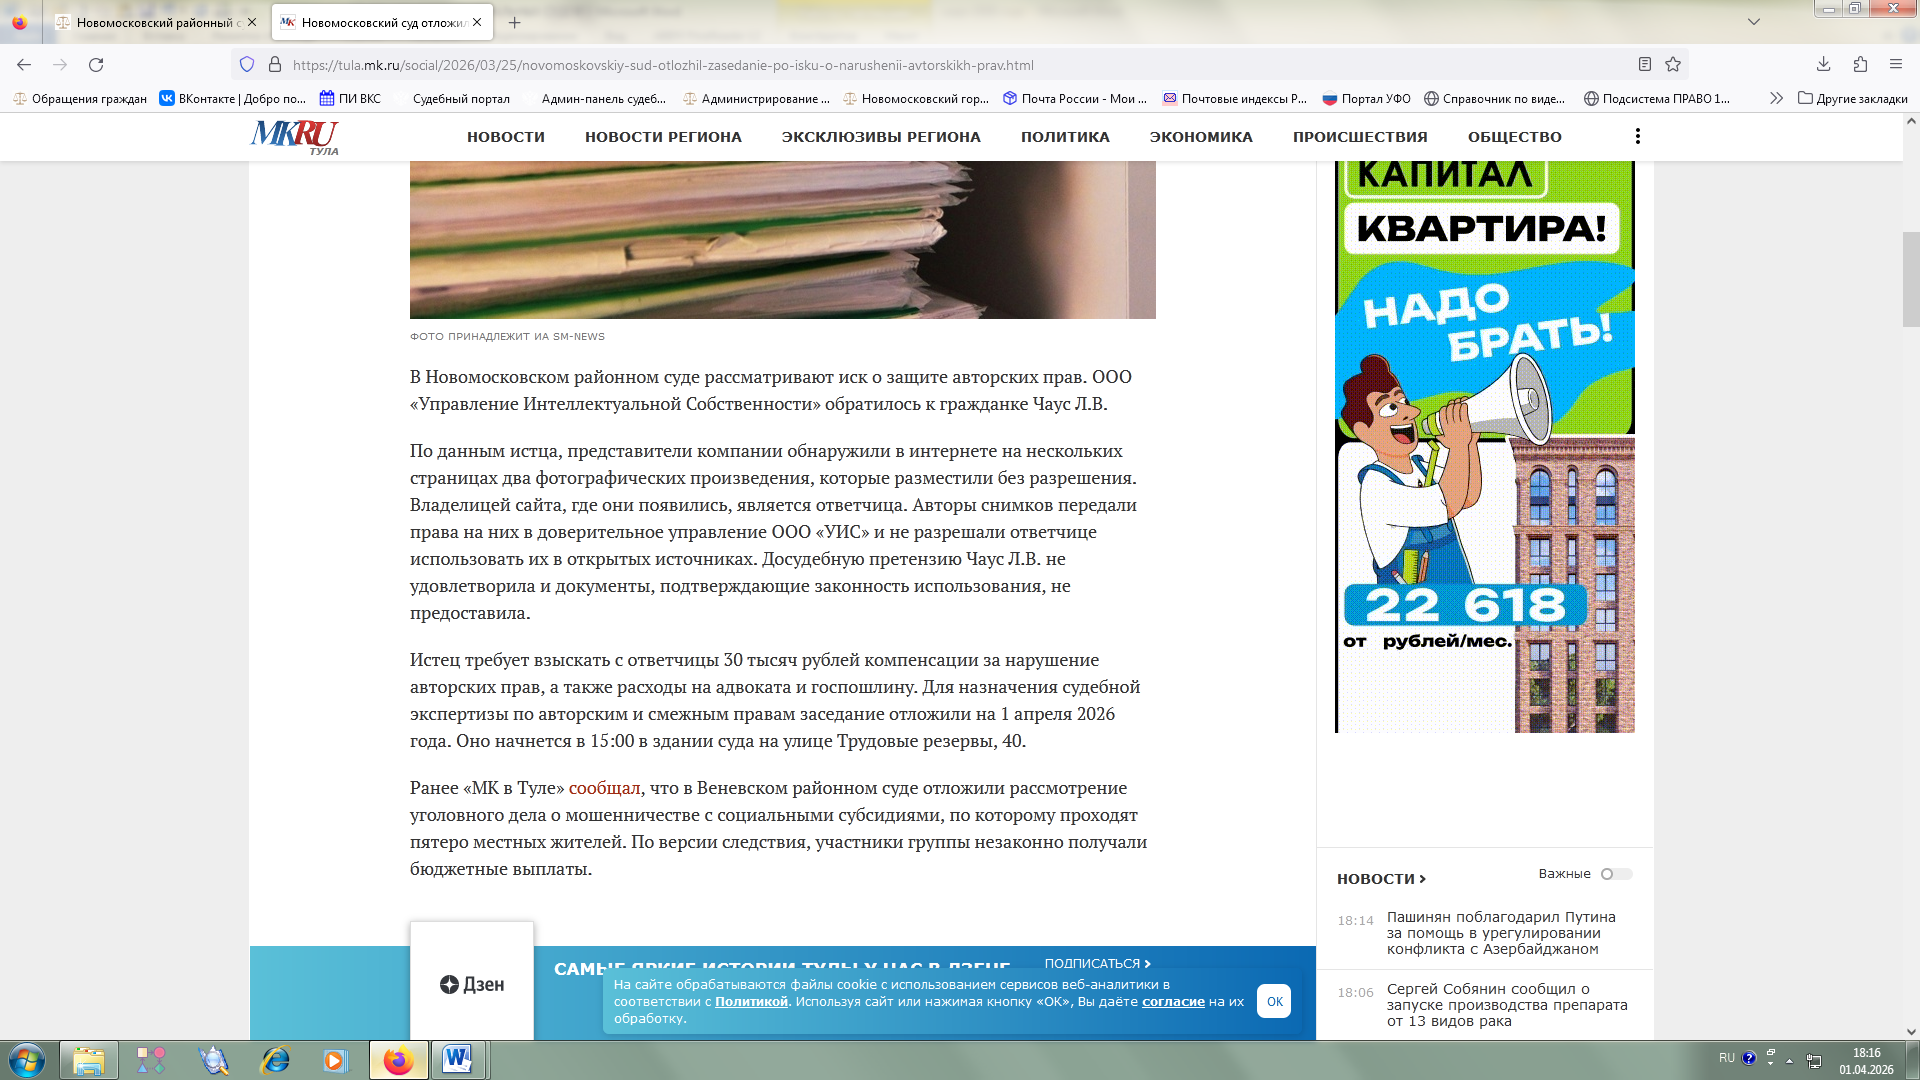 Новомосковский районный с
Новомосковский суд отложил
https://tula.mk.ru/social/2026/03/25/novomoskovskiy-sud-otlozhil-zasedanie-po-isku-o-narushenii-avtorskikh-prav.html
Обращения граждан
ВКонтакте | Добро по...
ПИ ВКС
Судебный портал
Админ-панель судеб...
Администрирование ...
Новомосковский гор...
Почта России - Мои ...
Почтовые индексы Р...
Портал УФО
Справочник по виде...
Подсистема ПРАВО 1...
Другие закладки
MKRU
ТУЛА
НОВОСТИ
НОВОСТИ РЕГИОНА
ЭКСКЛЮЗИВЫ РЕГИОНА
ПОЛИТИКА
ЭКОНОМИКА
ПРОИСШЕСТВИЯ
ОБЩЕСТВО
ФОТО ПРИНАДЛЕЖИТ ИА SM-NEWS
В Новомосковском районном суде рассматривают иск о защите авторских прав. ООО
«Управление Интеллектуальной Собственности» обратилось к гражданке Чаус Л.В.
По данным истца, представители компании обнаружили в интернете на нескольких
страницах два фотографических произведения, которые разместили без разрешения.
Владелицей сайта, где они появились, является ответчица. Авторы снимков передали
права на них в доверительное управление ООО «УИС» и не разрешали ответчице
использовать их в открытых источниках. Досудебную претензию Чаус Л.В. не
удовлетворила и документы, подтверждающие законность использования, не
предоставила.
Истец требует взыскать с ответчицы 30 тысяч рублей компенсации за нарушение
авторских прав, а также расходы на адвоката и госпошлину. Для назначения судебной
экспертизы по авторским и смежным правам заседание отложили на 1 апреля 2026
года. Оно начнется в 15:00 в здании суда на улице Трудовые резервы, 40.
Ранее «МК в Туле» сообщал, что в Веневском районном суде отложили рассмотрение
уголовного дела о мошенничестве с социальными субсидиями, по которому проходят
пятеро местных жителей. По версии следствия, участники группы незаконно получали
бюджетные выплаты.
Дзен
САМЫЕ ЯРКИЕ ИСТОРИИ ТУЛЫ У НАС В ДЗЕНЕ
ПОДПИСАТЬСЯ
На сайте обрабатываются файлы cookie с использованием сервисов веб-аналитики в
соответствии с Политикой. Используя сайт или нажимая кнопку «ОК», Вы даёте согласие на их
обработку.
OK
КАПИТАЛ
КВАРТИРА!
НАДО
БРАТЬ!
22 618
от рублей/мес.
НОВОСТИ
Важные
18:14
Пашинян поблагодарил Путина
за помощь в урегулировании
конфликта с Азербайджаном
18:06
Сергей Собянин сообщил о
запуске производства препарата
от 13 видов рака
RU
18:16
01.04.2026